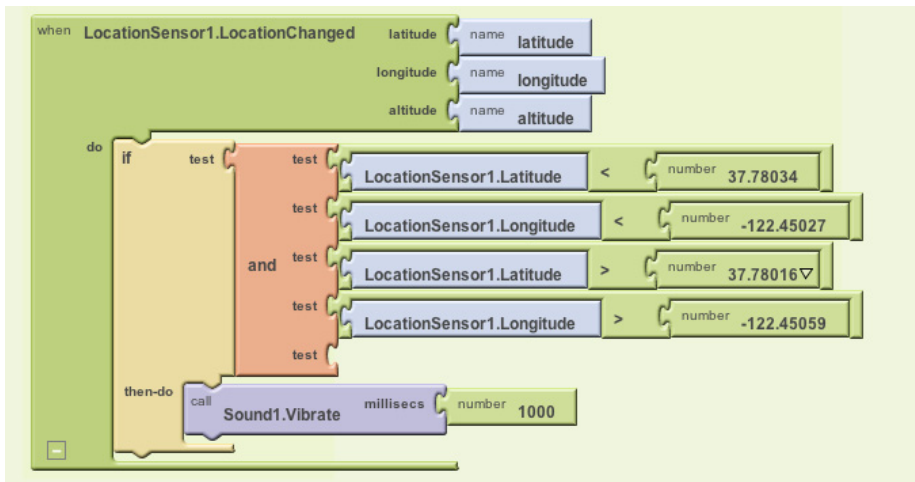 when LocationSensor1.LocationChanged latitude name latitude
longitude name longitude
altitude name altitude
do if test and test LocationSensor1.Latitude < number 37.78034
test LocationSensor1.Longitude < number -122.45027
test LocationSensor1.Latitude > number 37.78016
test LocationSensor1.Longitude > number -122.45059
test
then-do call Sound1.Vibrate millisecs number 1000